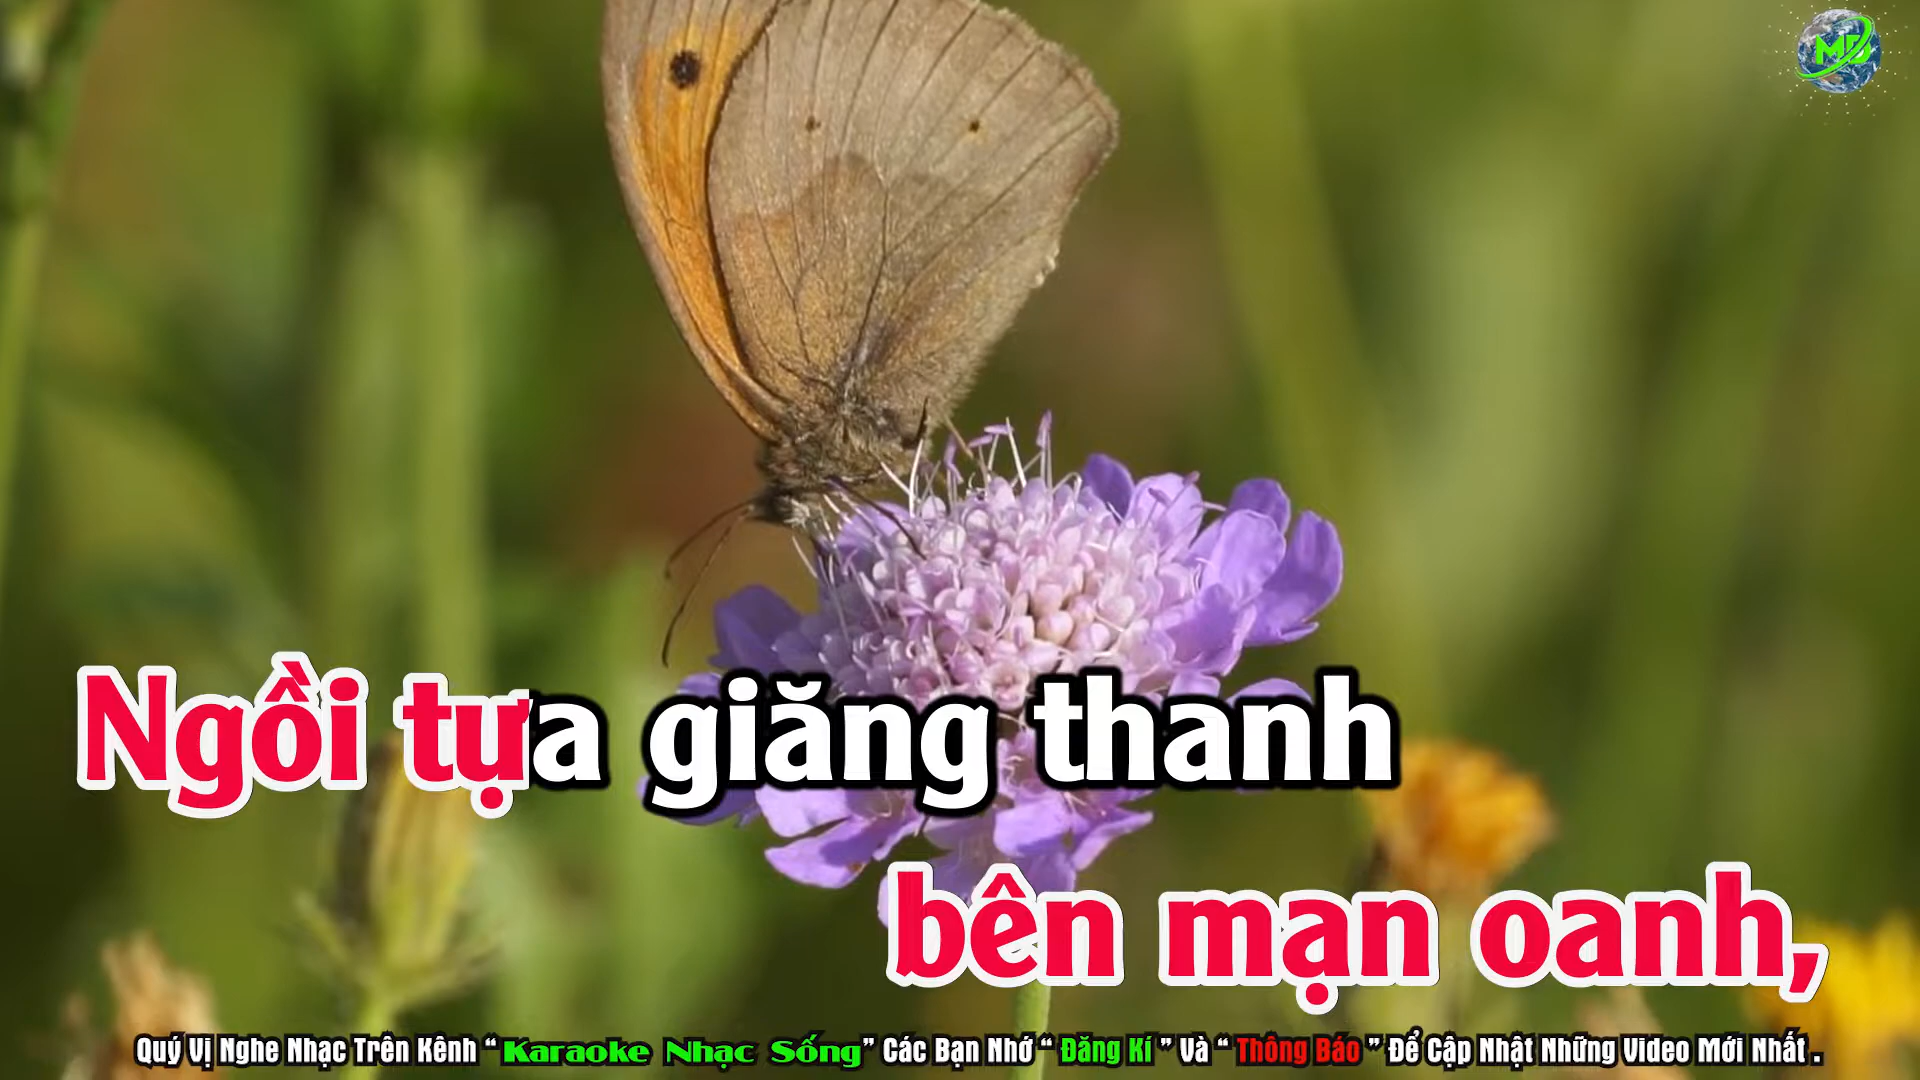 MD
Ngồi tựa giăng thanh
bên mạn oanh,
Quý Vị Nghe Nhạc Trên Kênh “ Karaoke Nhạc Sống ” Các Bạn Nhớ “ Đăng Kí ” Và “ Thông Báo ” Để Cập Nhật Những Video Mới Nhất .